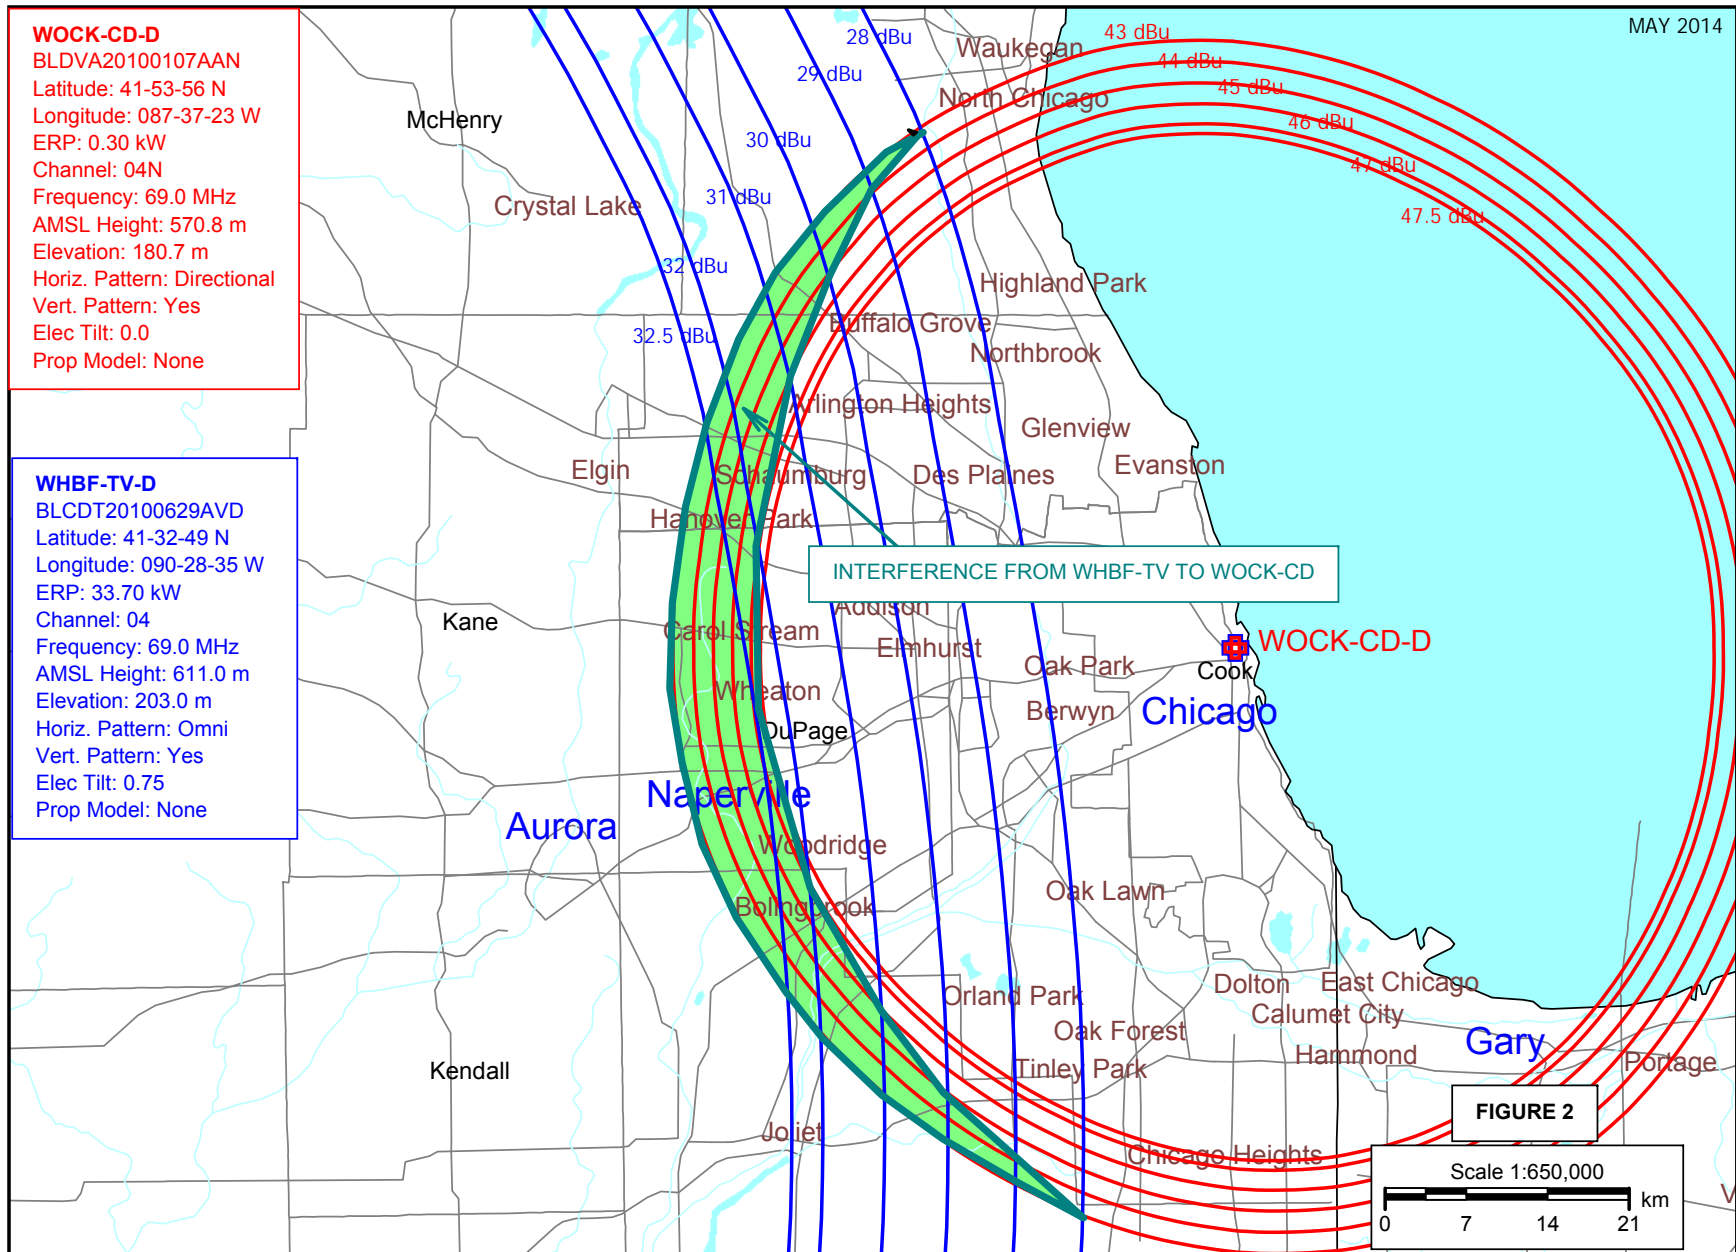 WOCK-CD-D
BLDVA20100107AAN
Latitude: 41-53-56 N
Longitude: 087-37-23 W
ERP: 0.30 kW
Channel: 04N
Frequency: 69.0 MHz
AMSL Height: 570.8 m
Elevation: 180.7 m
Horiz. Pattern: Directional
Vert. Pattern: Yes
Elec Tilt: 0.0
Prop Model: None
WHBF-TV-D
BLCDT20100629AVD
Latitude: 41-32-49 N
Longitude: 090-28-35 W
ERP: 33.70 kW
Channel: 04
Frequency: 69.0 MHz
AMSL Height: 611.0 m
Elevation: 203.0 m
Horiz. Pattern: Omni
Vert. Pattern: Yes
Elec Tilt: 0.75
Prop Model: None
MAY 2014
28 dBu
29 dBu
30 dBu
31 dBu
32 dBu
32.5 dBu
43 dBu
44 dBu
45 dBu
46 dBu
47 dBu
47.5 dBu
Waukegan
North Chicago
McHenry
Crystal Lake
Highland Park
Buffalo Grove
Northbrook
Arlington Heights
Glenview
Elgin
Schaumburg
Des Plaines
Evanston
Hanover Park
INTERFERENCE FROM WHBF-TV TO WOCK-CD
Addison
Kane
Carol Stream
Elmhurst
WOCK-CD-D
Oak Park
Cook
Wheaton
Berwyn
Chicago
DuPage
Naperville
Aurora
Woodridge
Oak Lawn
Bolingbrook
Orland Park
Dolton
East Chicago
Calumet City
Oak Forest
Gary
Hammond
Portage
Tinley Park
Kendall
Joliet
Chicago Heights
V
FIGURE 2
Scale 1:650,000
km
0 7 14 21